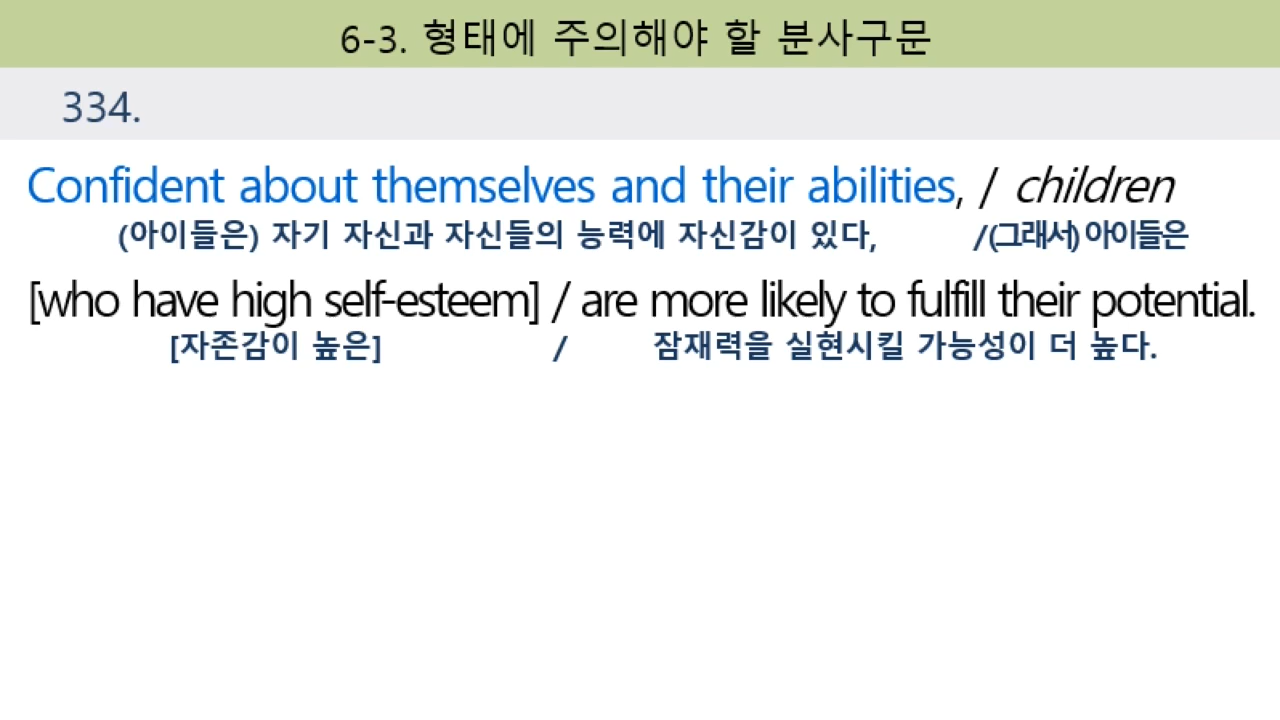 6-3. 형태에 주의해야 할 분사구문
334.
Confident about themselves and their abilities, / children
(아이들은) 자기 자신과 자신들의 능력에 자신감이 있다, /(그래서) 아이들은
[who have high self-esteem] / are more likely to fulfill their potential.
[자존감이 높은] / 잠재력을 실현시킬 가능성이 더 높다.